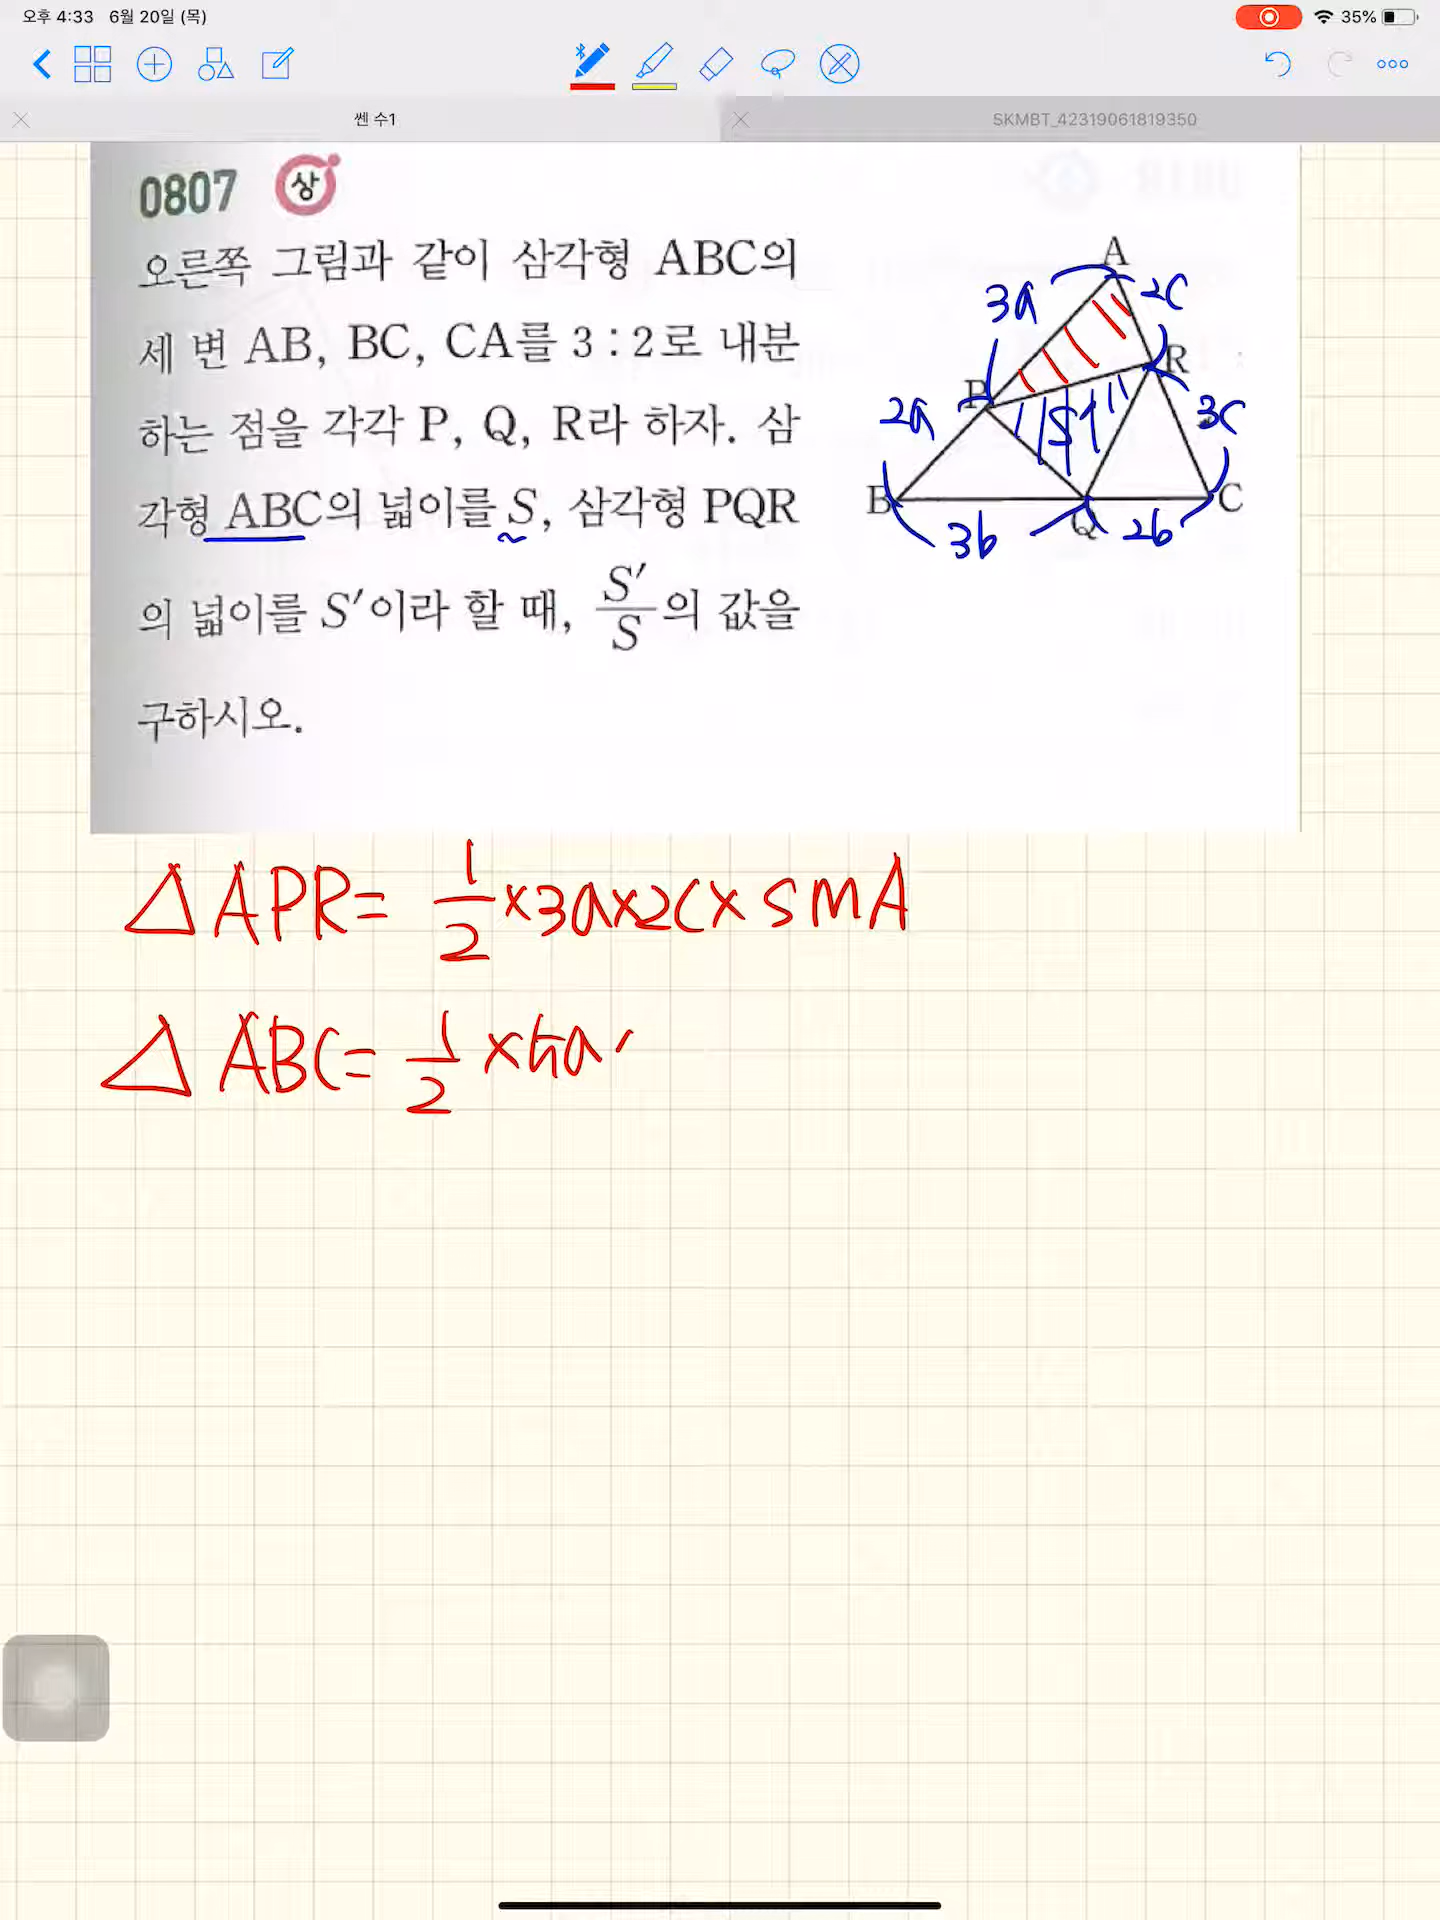 오후 4:33 6월 20일 (목) 35%
쎈 수1 SKMBT_42319061819350
0807 상
오른쪽 그림과 같이 삼각형 ABC의
세 변 AB, BC, CA를 3 : 2로 내분
하는 점을 각각 P, Q, R라 하자. 삼
각형 ABC의 넓이를 S, 삼각형 PQR
의 넓이를 S'이라 할 때, S'/S의 값을
구하시오.
A
3a 2c
P R
2a S' 3c
B Q C
3b 2b
△APR = 1/2 × 3a × 2c × sinA
△ABC = 1/2 × 5a